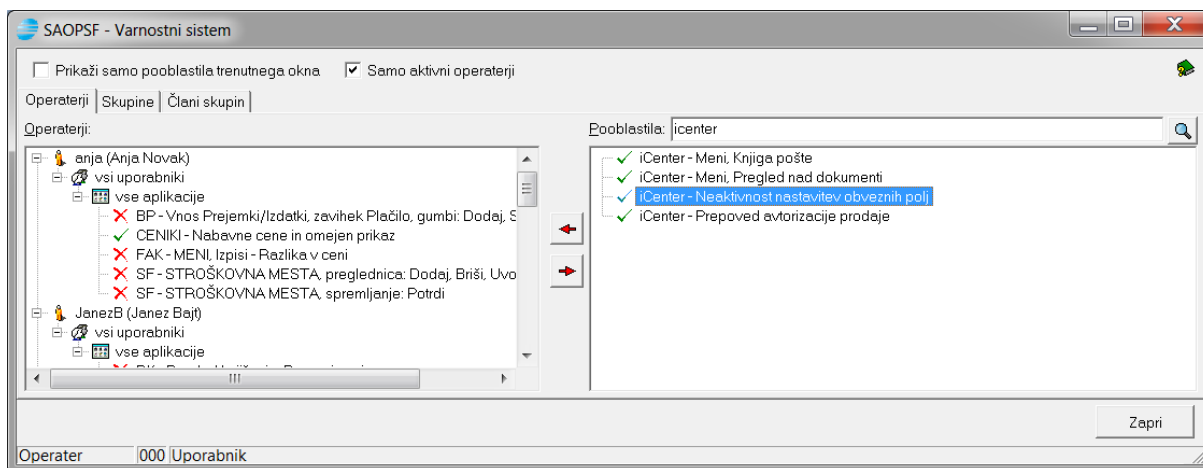 SAOPSF - Varnostni sistem
Prikaži samo pooblastila trenutnega okna Samo aktivni operaterji
Operaterji Skupine Člani skupin
Operaterji:
anja (Anja Novak)
vsi uporabniki
vse aplikacije
BP - Vnos Prejemki/Izdatki, zavihek Plačilo, gumbi: Dodaj, S
CENIKI - Nabavne cene in omejen prikaz
FAK - MENI, Izpisi - Razlika v ceni
SF - STROŠKOVNA MESTA, preglednica: Dodaj, Briši, Uvo
SF - STROŠKOVNA MESTA, spremljanje: Potrdi
JanezB (Janez Bajt)
vsi uporabniki
vse aplikacije
Pooblastila: icenter
iCenter - Meni, Knjiga pošte
iCenter - Meni, Pregled nad dokumenti
iCenter - Neaktivnost nastavitev obveznih polj
iCenter - Prepoved avtorizacije prodaje
Zapri
Operater 000 Uporabnik